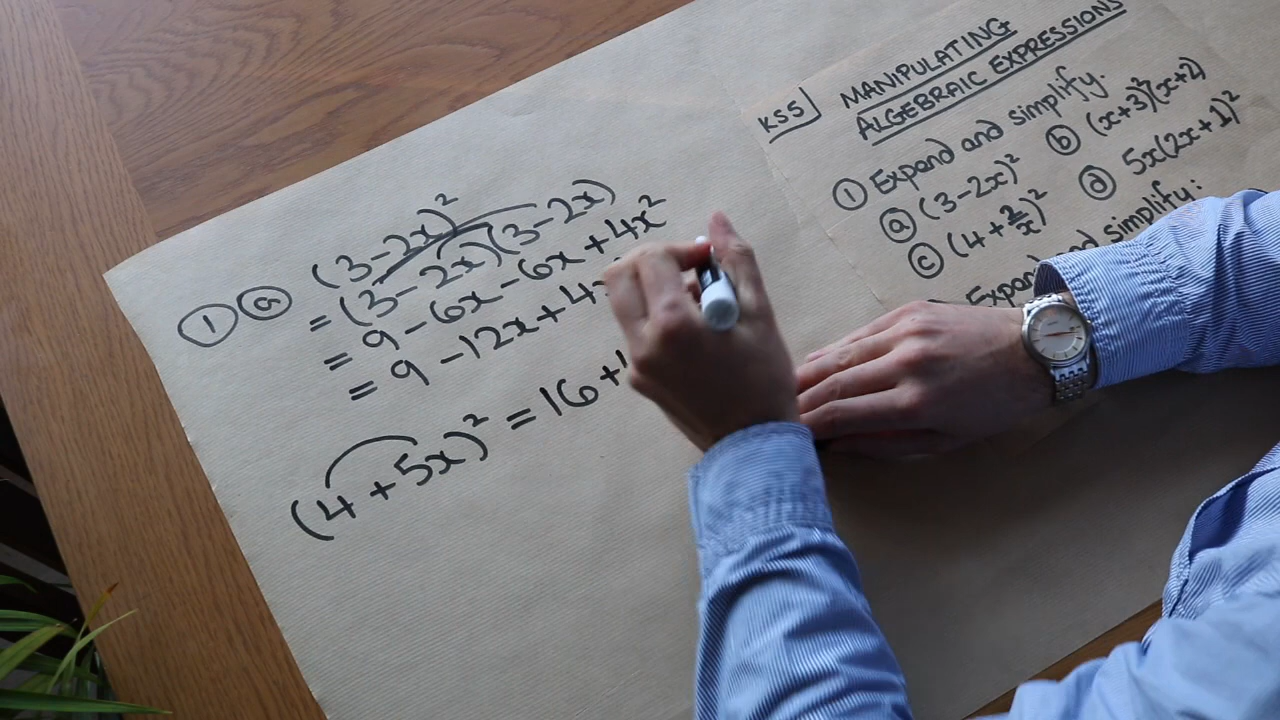 KS5
MANIPULATING
ALGEBRAIC EXPRESSIONS
① Expand and simplify.
ⓐ (3-2x)² ⓑ (x+3)²(x+2)
ⓒ (4+2/x)² ⓓ 5x(2x+1)²
Expand and simplify:
① ⓐ (3-2x)²
= (3-2x)(3-2x)
= 9-6x-6x+4x²
= 9-12x+4
(4+5x)² = 16+